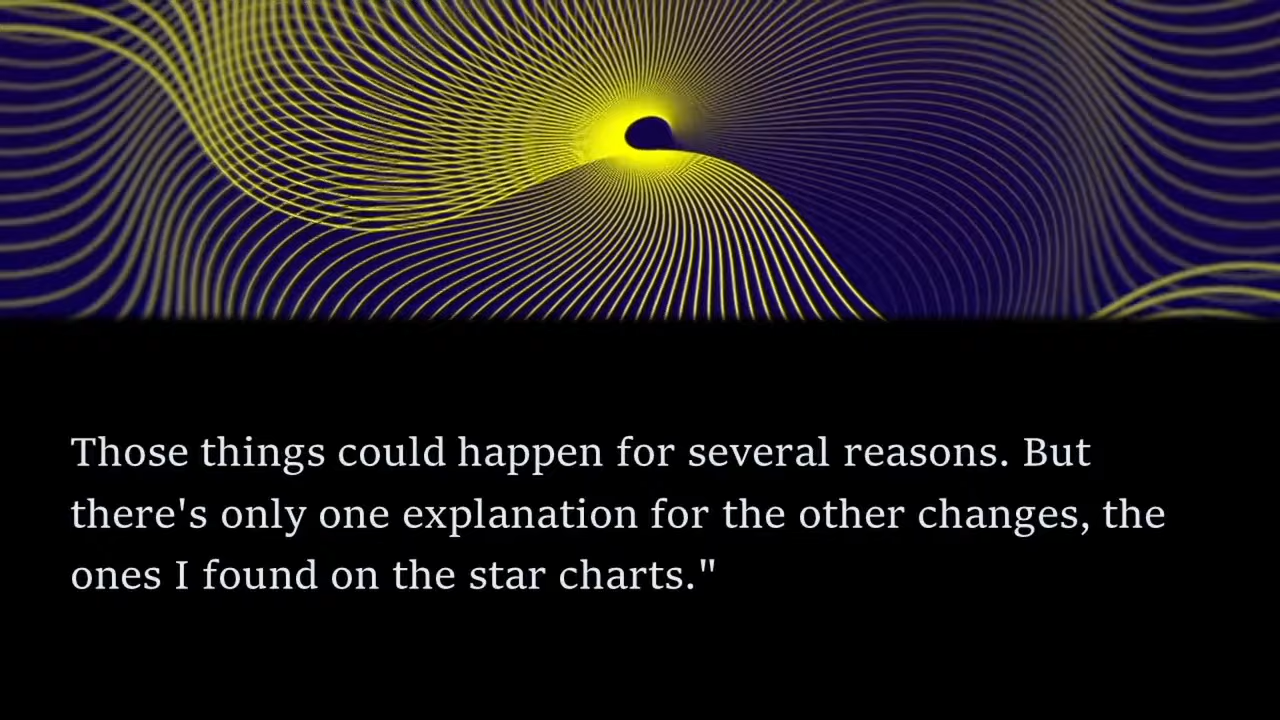 Those things could happen for several reasons. But
there's only one explanation for the other changes, the
ones I found on the star charts."